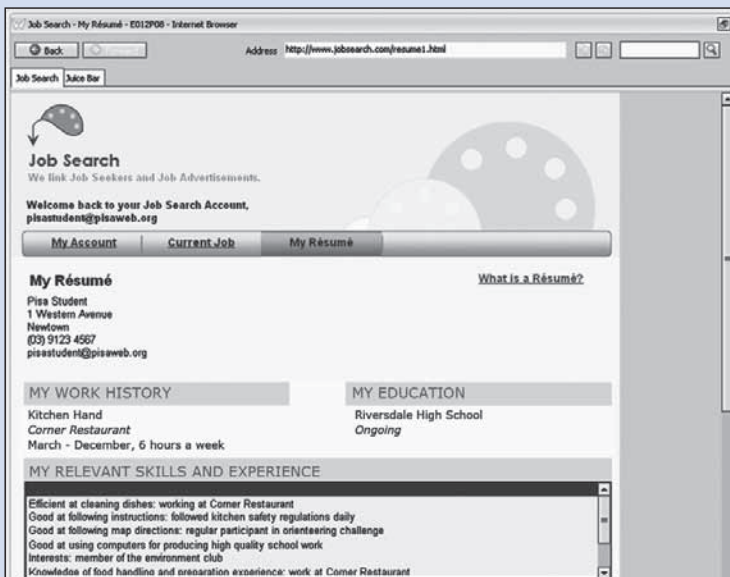 Job Search - My Résumé - E012P08 - Internet Browser
Back
Address http://www.jobsearch.com/resume1.html
Job Search Juice Bar
Job Search
We link Job Seekers and Job Advertisements.
Welcome back to your Job Search Account,
pisastudent@pisaweb.org
My Account Current Job My Résumé
My Résumé What is a Résumé?
Pisa Student
1 Western Avenue
Newtown
(03) 9123 4567
pisastudent@pisaweb.org
MY WORK HISTORY
Kitchen Hand
Corner Restaurant
March - December, 6 hours a week
MY EDUCATION
Riversdale High School
Ongoing
MY RELEVANT SKILLS AND EXPERIENCE
Efficient at cleaning dishes: working at Corner Restaurant
Good at following instructions: followed kitchen safety regulations daily
Good at following map directions: regular participant in orienteering challenge
Good at using computers for producing high quality school work
Interests: member of the environment club
Knowledge of food handling and preparation experience: work at Corner Restaurant